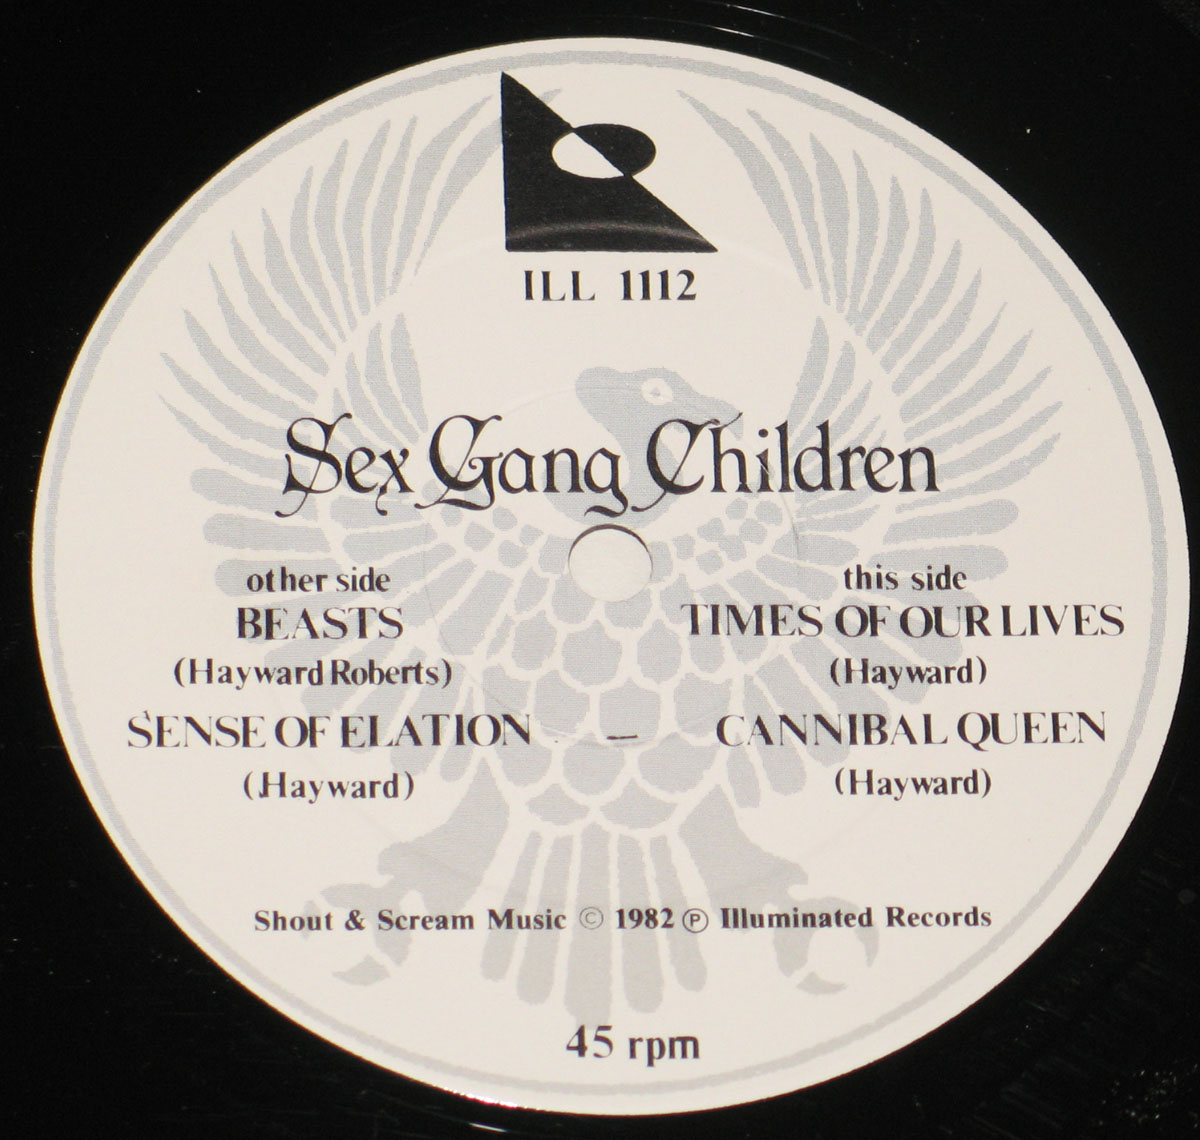 ILL 1112
Sex Gang Children
other side
BEASTS
(Hayward Roberts)
SENSE OF ELATION –
(Hayward)
this side
TIMES OF OUR LIVES
(Hayward)
CANNIBAL QUEEN
(Hayward)
Shout & Scream Music © 1982 ℗ Illuminated Records
45 rpm